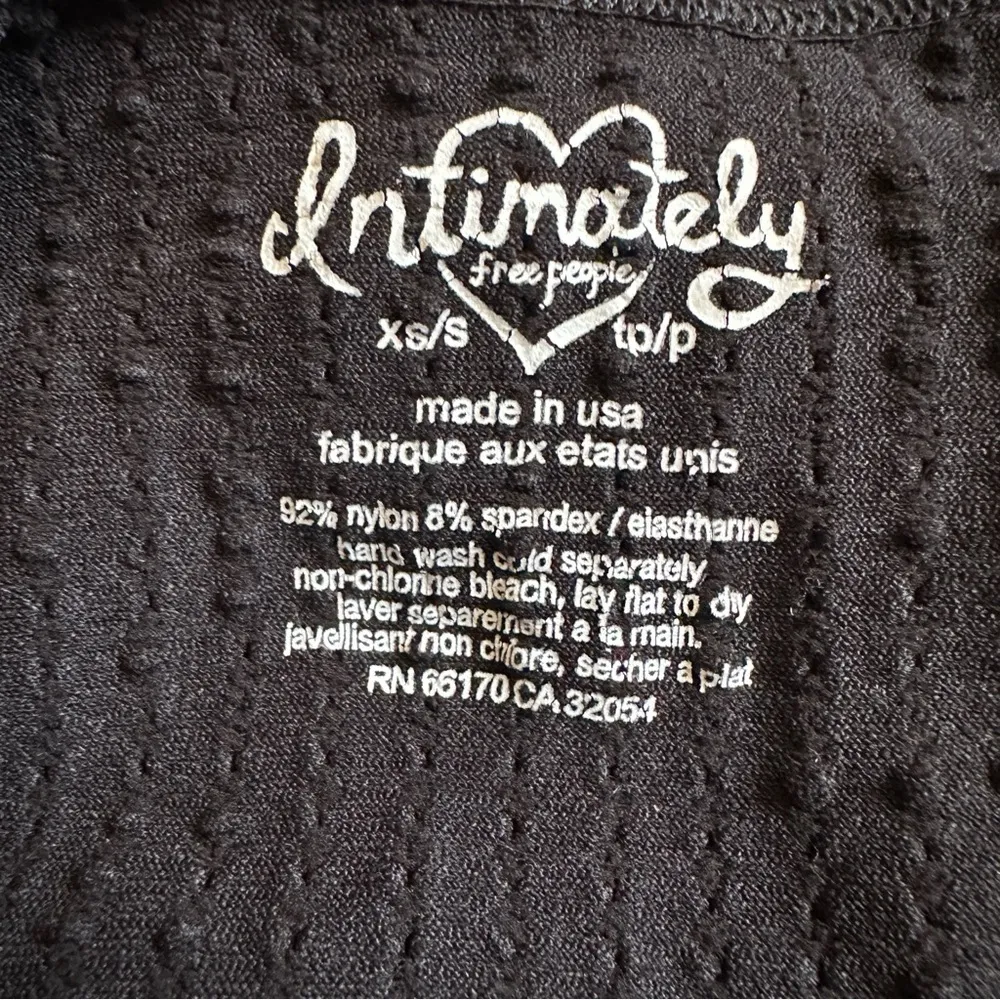 Intimately
free people
xs/s tp/p
made in usa
fabrique aux etats unis
92% nylon 8% spandex / elasthanne
hand wash cold separately
non-chlorine bleach, lay flat to dry
laver separement a la main.
javellisant non chlore, secher a plat
RN 66170 CA 32054